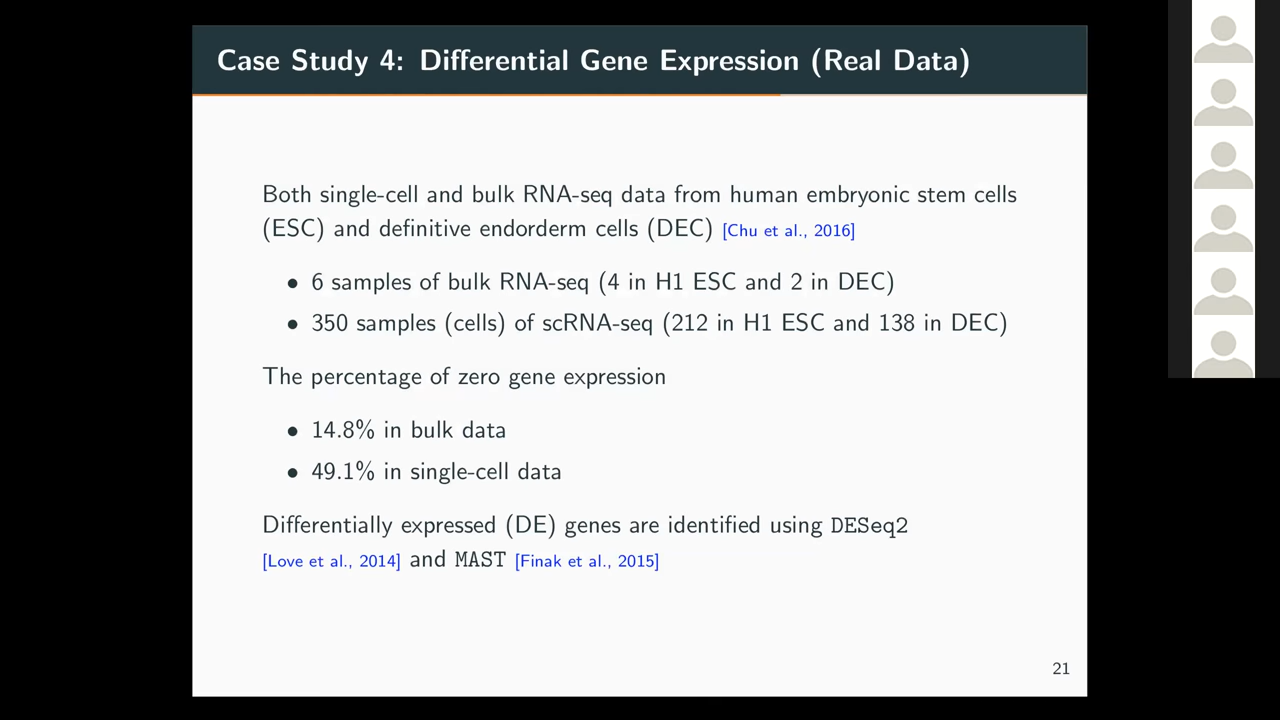 Case Study 4: Differential Gene Expression (Real Data)
Both single-cell and bulk RNA-seq data from human embryonic stem cells
(ESC) and definitive endorderm cells (DEC) [Chu et al., 2016]
• 6 samples of bulk RNA-seq (4 in H1 ESC and 2 in DEC)
• 350 samples (cells) of scRNA-seq (212 in H1 ESC and 138 in DEC)
The percentage of zero gene expression
• 14.8% in bulk data
• 49.1% in single-cell data
Differentially expressed (DE) genes are identified using DESeq2
[Love et al., 2014] and MAST [Finak et al., 2015]
21